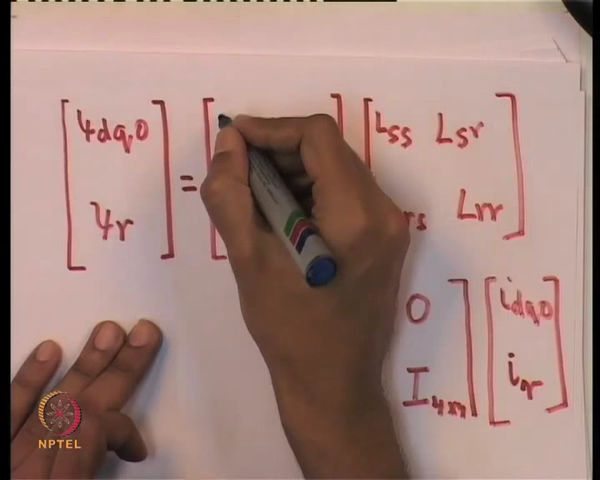 ψdq0 = Lss Lsr
ψr rs Lrr
0 idq0
I4x4 ir
NPTEL